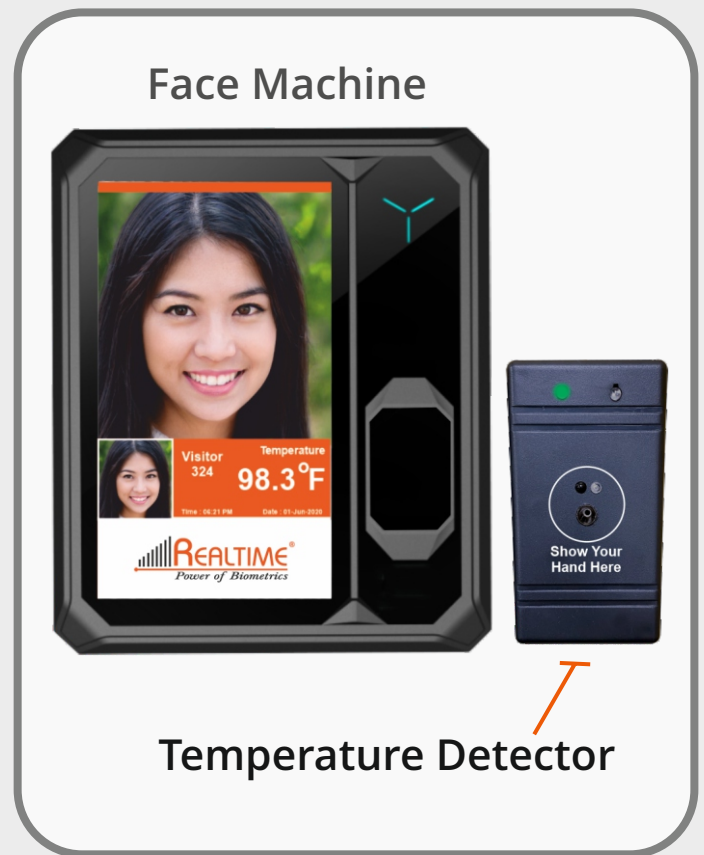 Face Machine
Visitor
324
Temperature
98.3°F
Time : 06:21 PM
Date : 01-Jun-2020
REALTIME®
Power of Biometrics
Show Your
Hand Here
Temperature Detector